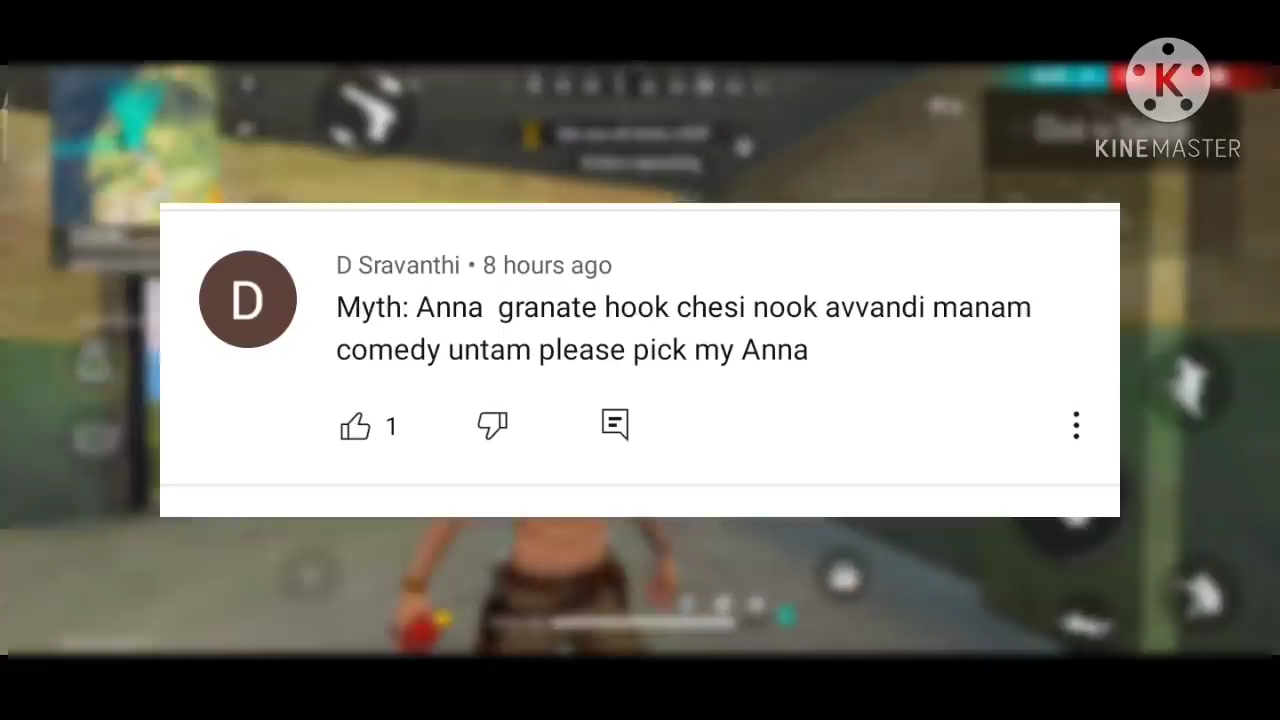 KINEMASTER
D Sravanthi • 8 hours ago
Myth: Anna granate hook chesi nook avvandi manam
comedy untam please pick my Anna
1